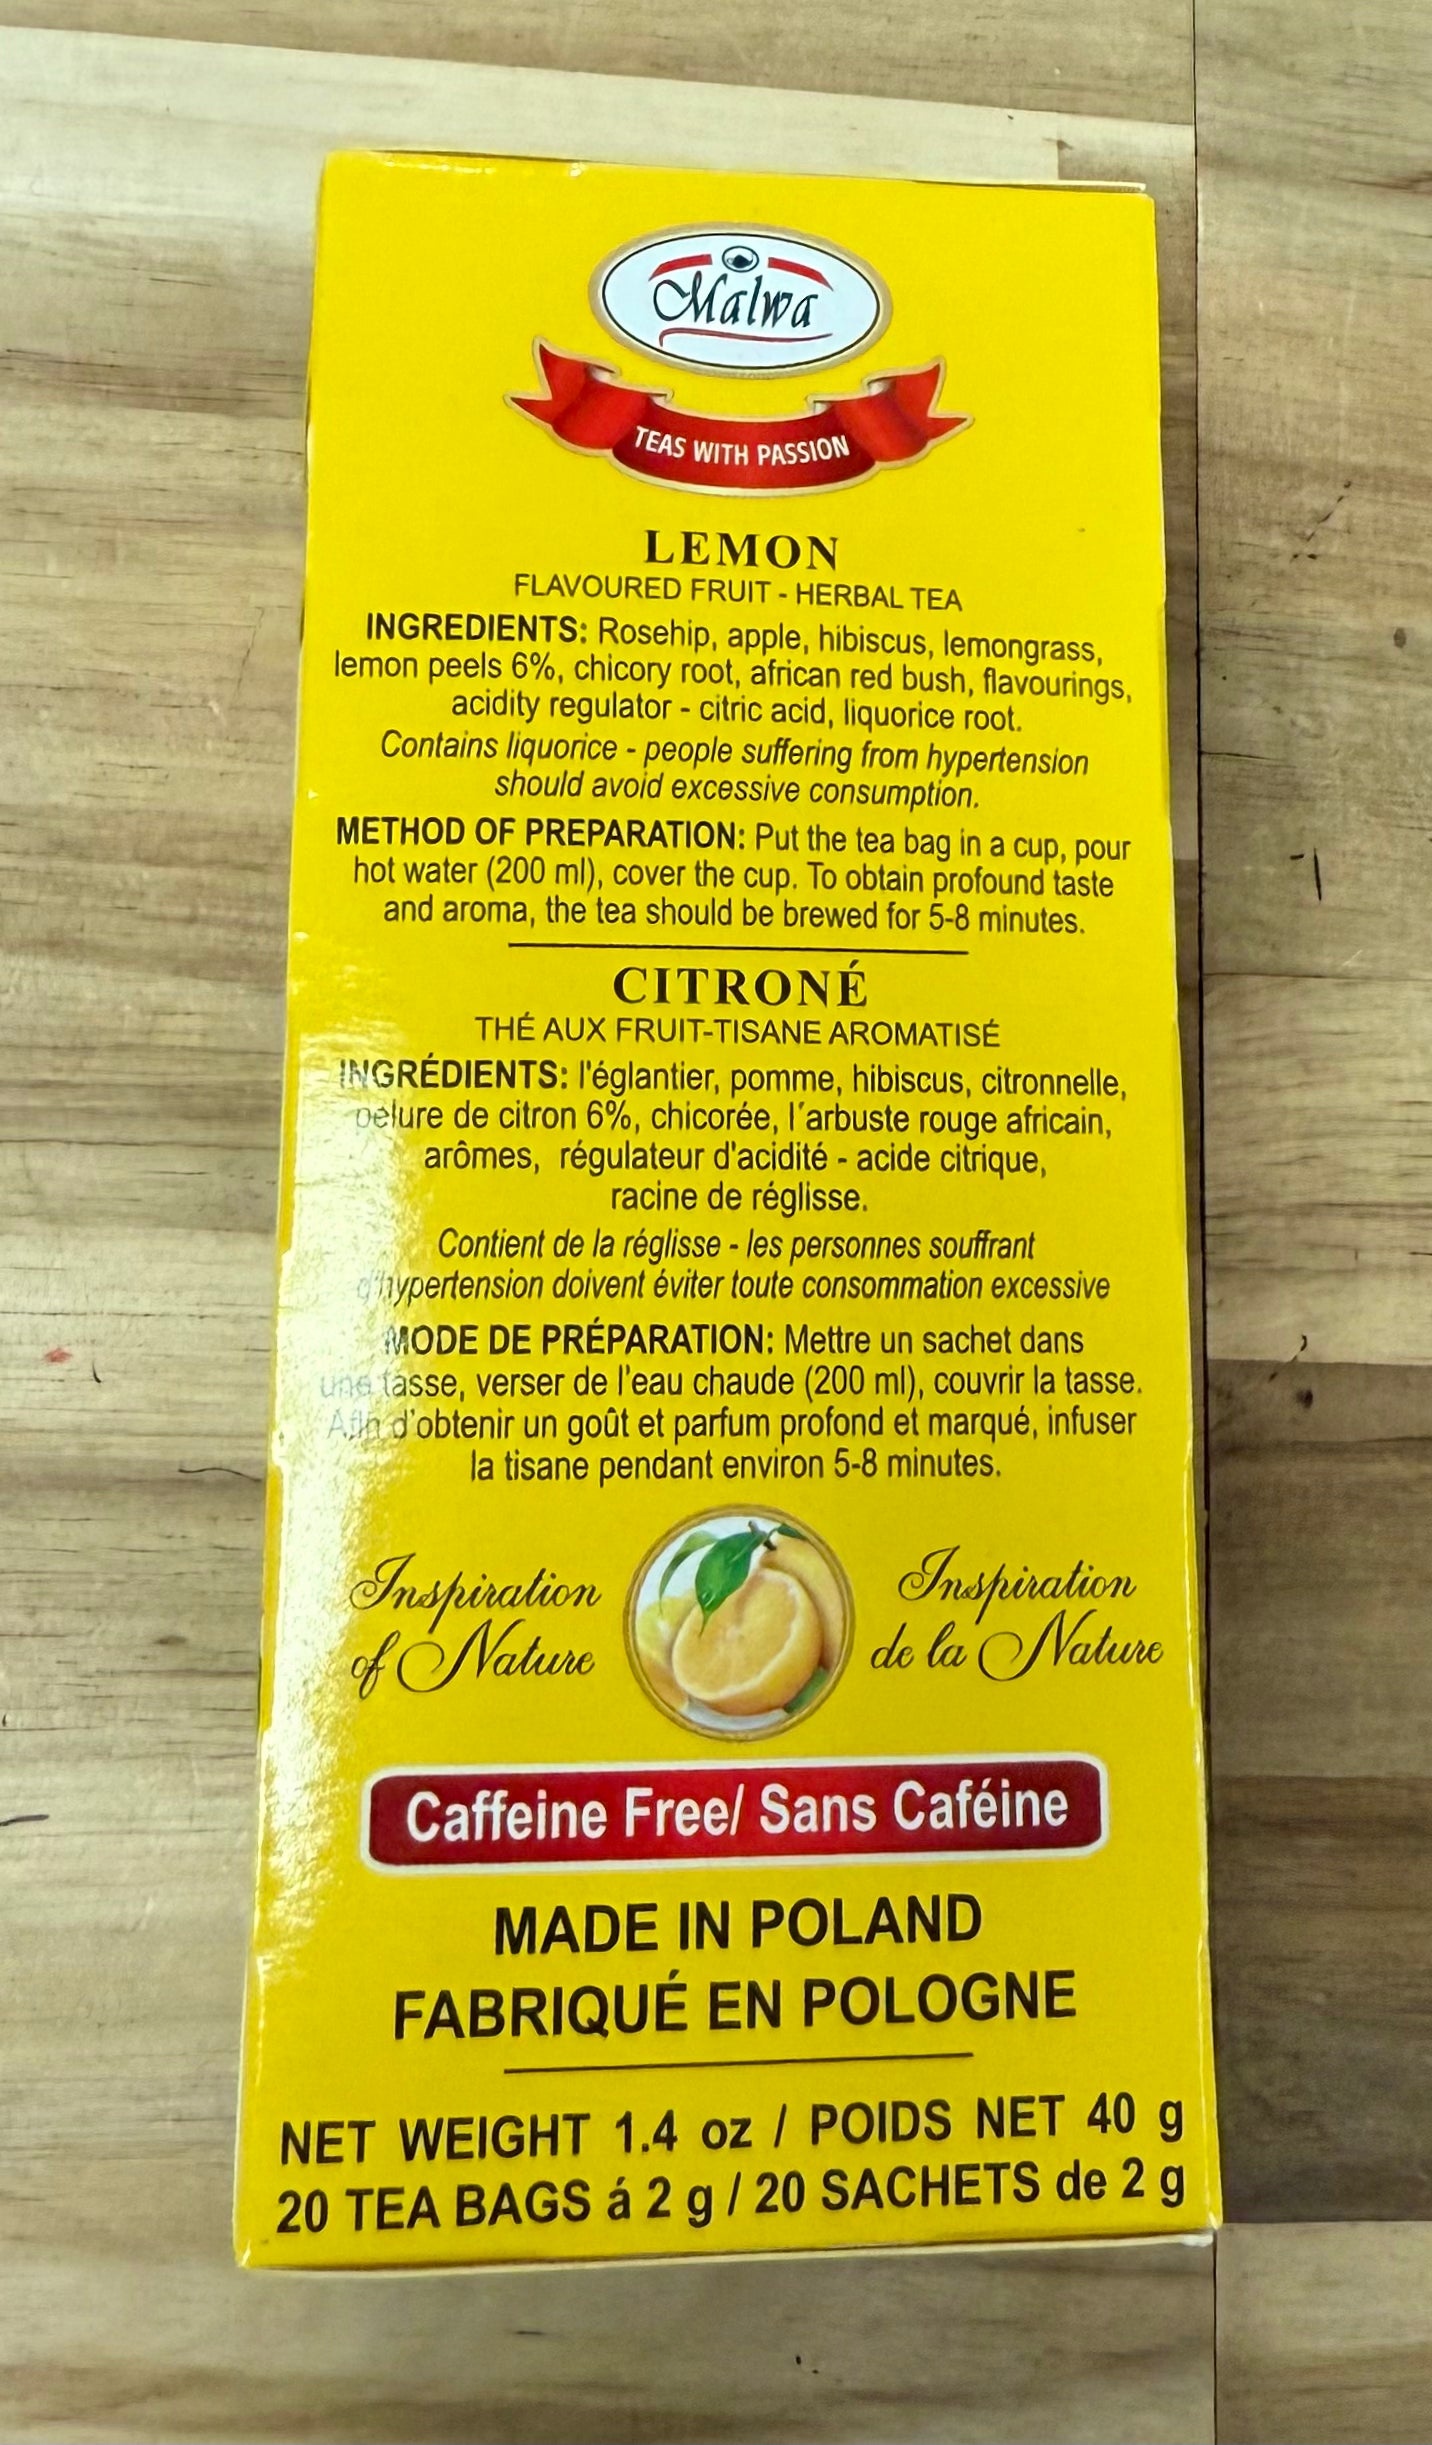 Malwa
TEAS WITH PASSION
LEMON
FLAVOURED FRUIT - HERBAL TEA
INGREDIENTS: Rosehip, apple, hibiscus, lemongrass,
lemon peels 6%, chicory root, african red bush, flavourings,
acidity regulator - citric acid, liquorice root.
Contains liquorice - people suffering from hypertension
should avoid excessive consumption.
METHOD OF PREPARATION: Put the tea bag in a cup, pour
hot water (200 ml), cover the cup. To obtain profound taste
and aroma, the tea should be brewed for 5-8 minutes.
CITRONÉ
THÉ AUX FRUIT-TISANE AROMATISÉ
INGRÉDIENTS: l'églantier, pomme, hibiscus, citronnelle,
pelure de citron 6%, chicorée, l´arbuste rouge africain,
arômes, régulateur d'acidité - acide citrique,
racine de réglisse.
Contient de la réglisse - les personnes souffrant
d'hypertension doivent éviter toute consommation excessive
MODE DE PRÉPARATION: Mettre un sachet dans
une tasse, verser de l'eau chaude (200 ml), couvrir la tasse.
Afin d'obtenir un goût et parfum profond et marqué, infuser
la tisane pendant environ 5-8 minutes.
Inspiration
of Nature
Inspiration
de la Nature
Caffeine Free/ Sans Caféine
MADE IN POLAND
FABRIQUÉ EN POLOGNE
NET WEIGHT 1.4 oz / POIDS NET 40 g
20 TEA BAGS á 2 g / 20 SACHETS de 2 g